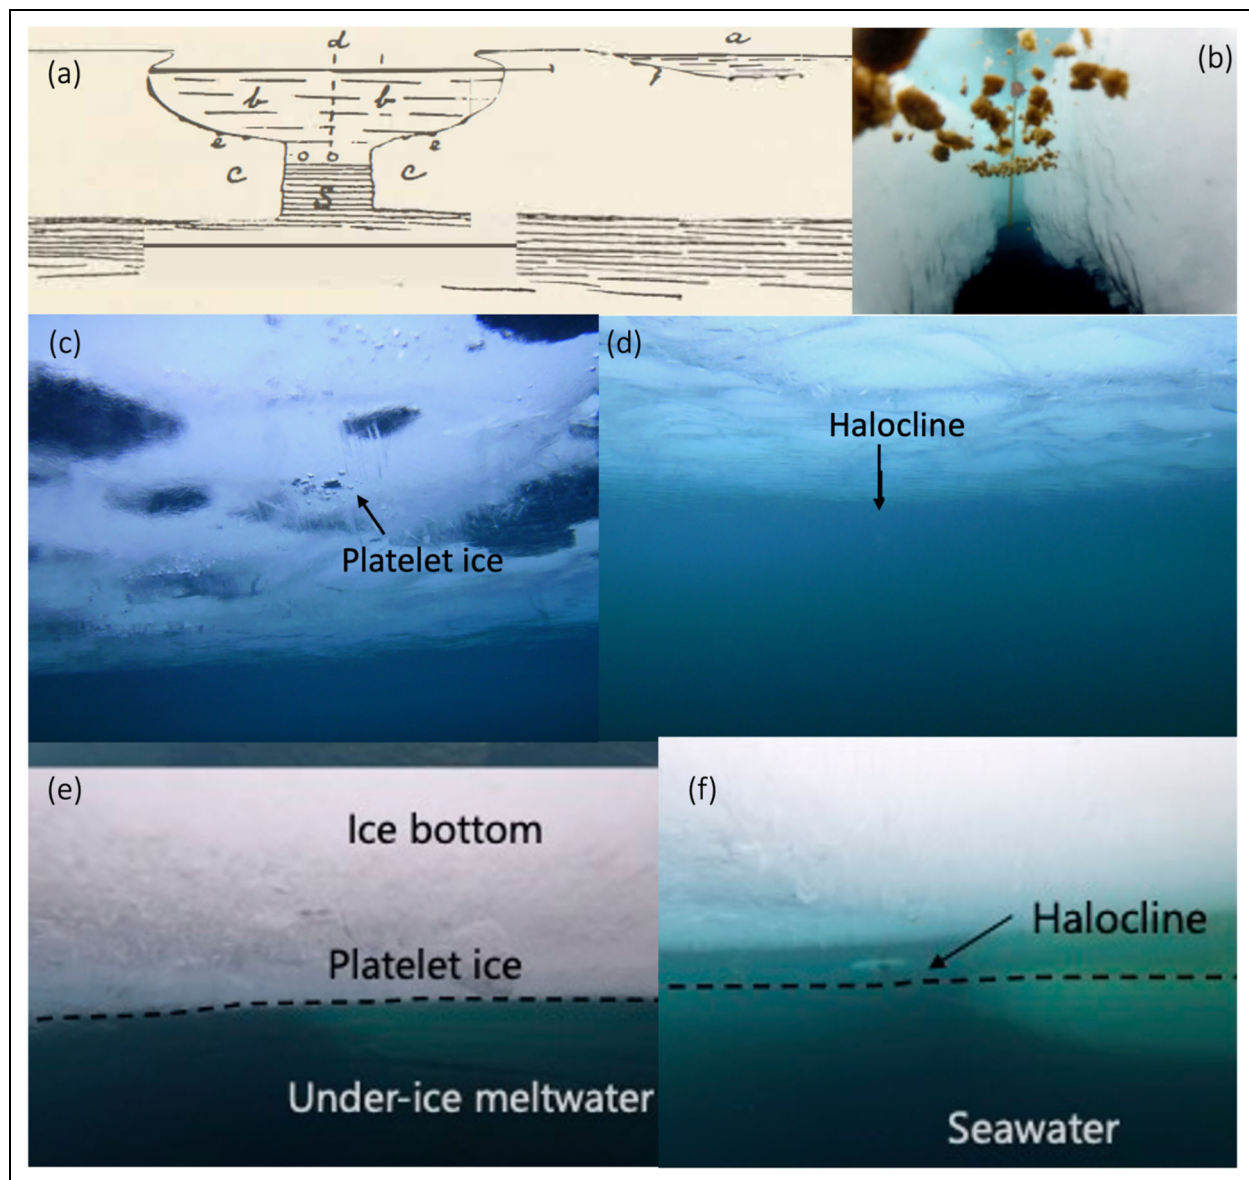 (a)
d
a
b
b
e
e
o o
c
c
S
(b)
(c)
Platelet ice
(d)
Halocline
(e)
Ice bottom
Platelet ice
Under-ice meltwater
(f)
Halocline
Seawater